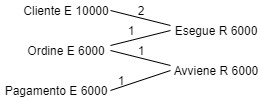 Cliente E 10000
2
Esegue R 6000
1
Ordine E 6000
1
Avviene R 6000
1
Pagamento E 6000